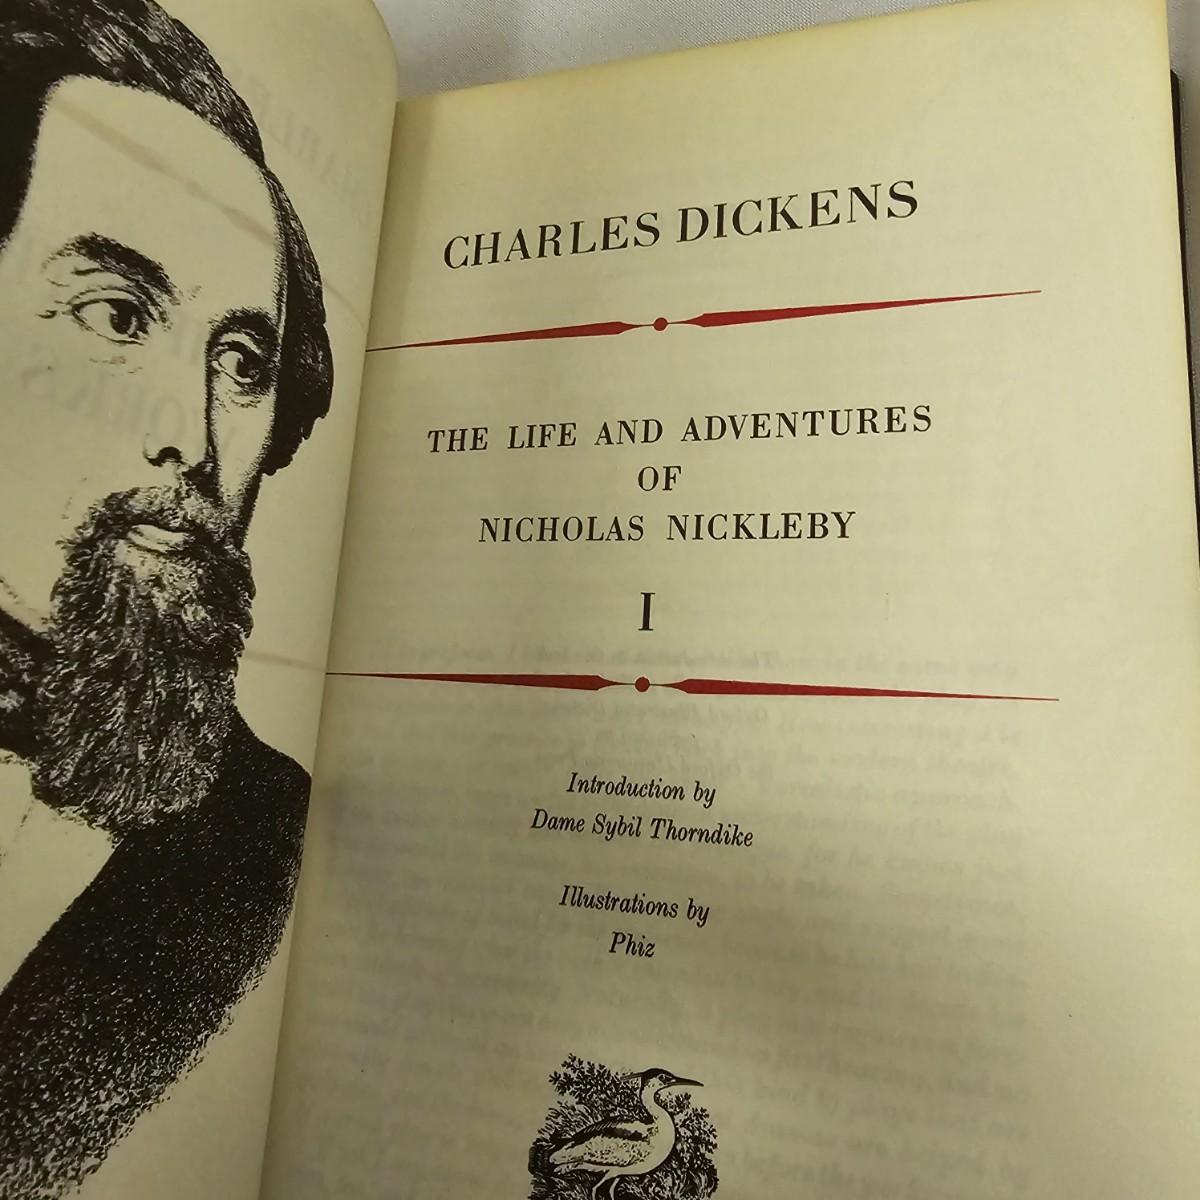 CHARLES DICKENS
THE LIFE AND ADVENTURES
OF
NICHOLAS NICKLEBY
I
Introduction by
Dame Sybil Thorndike
Illustrations by
Phiz